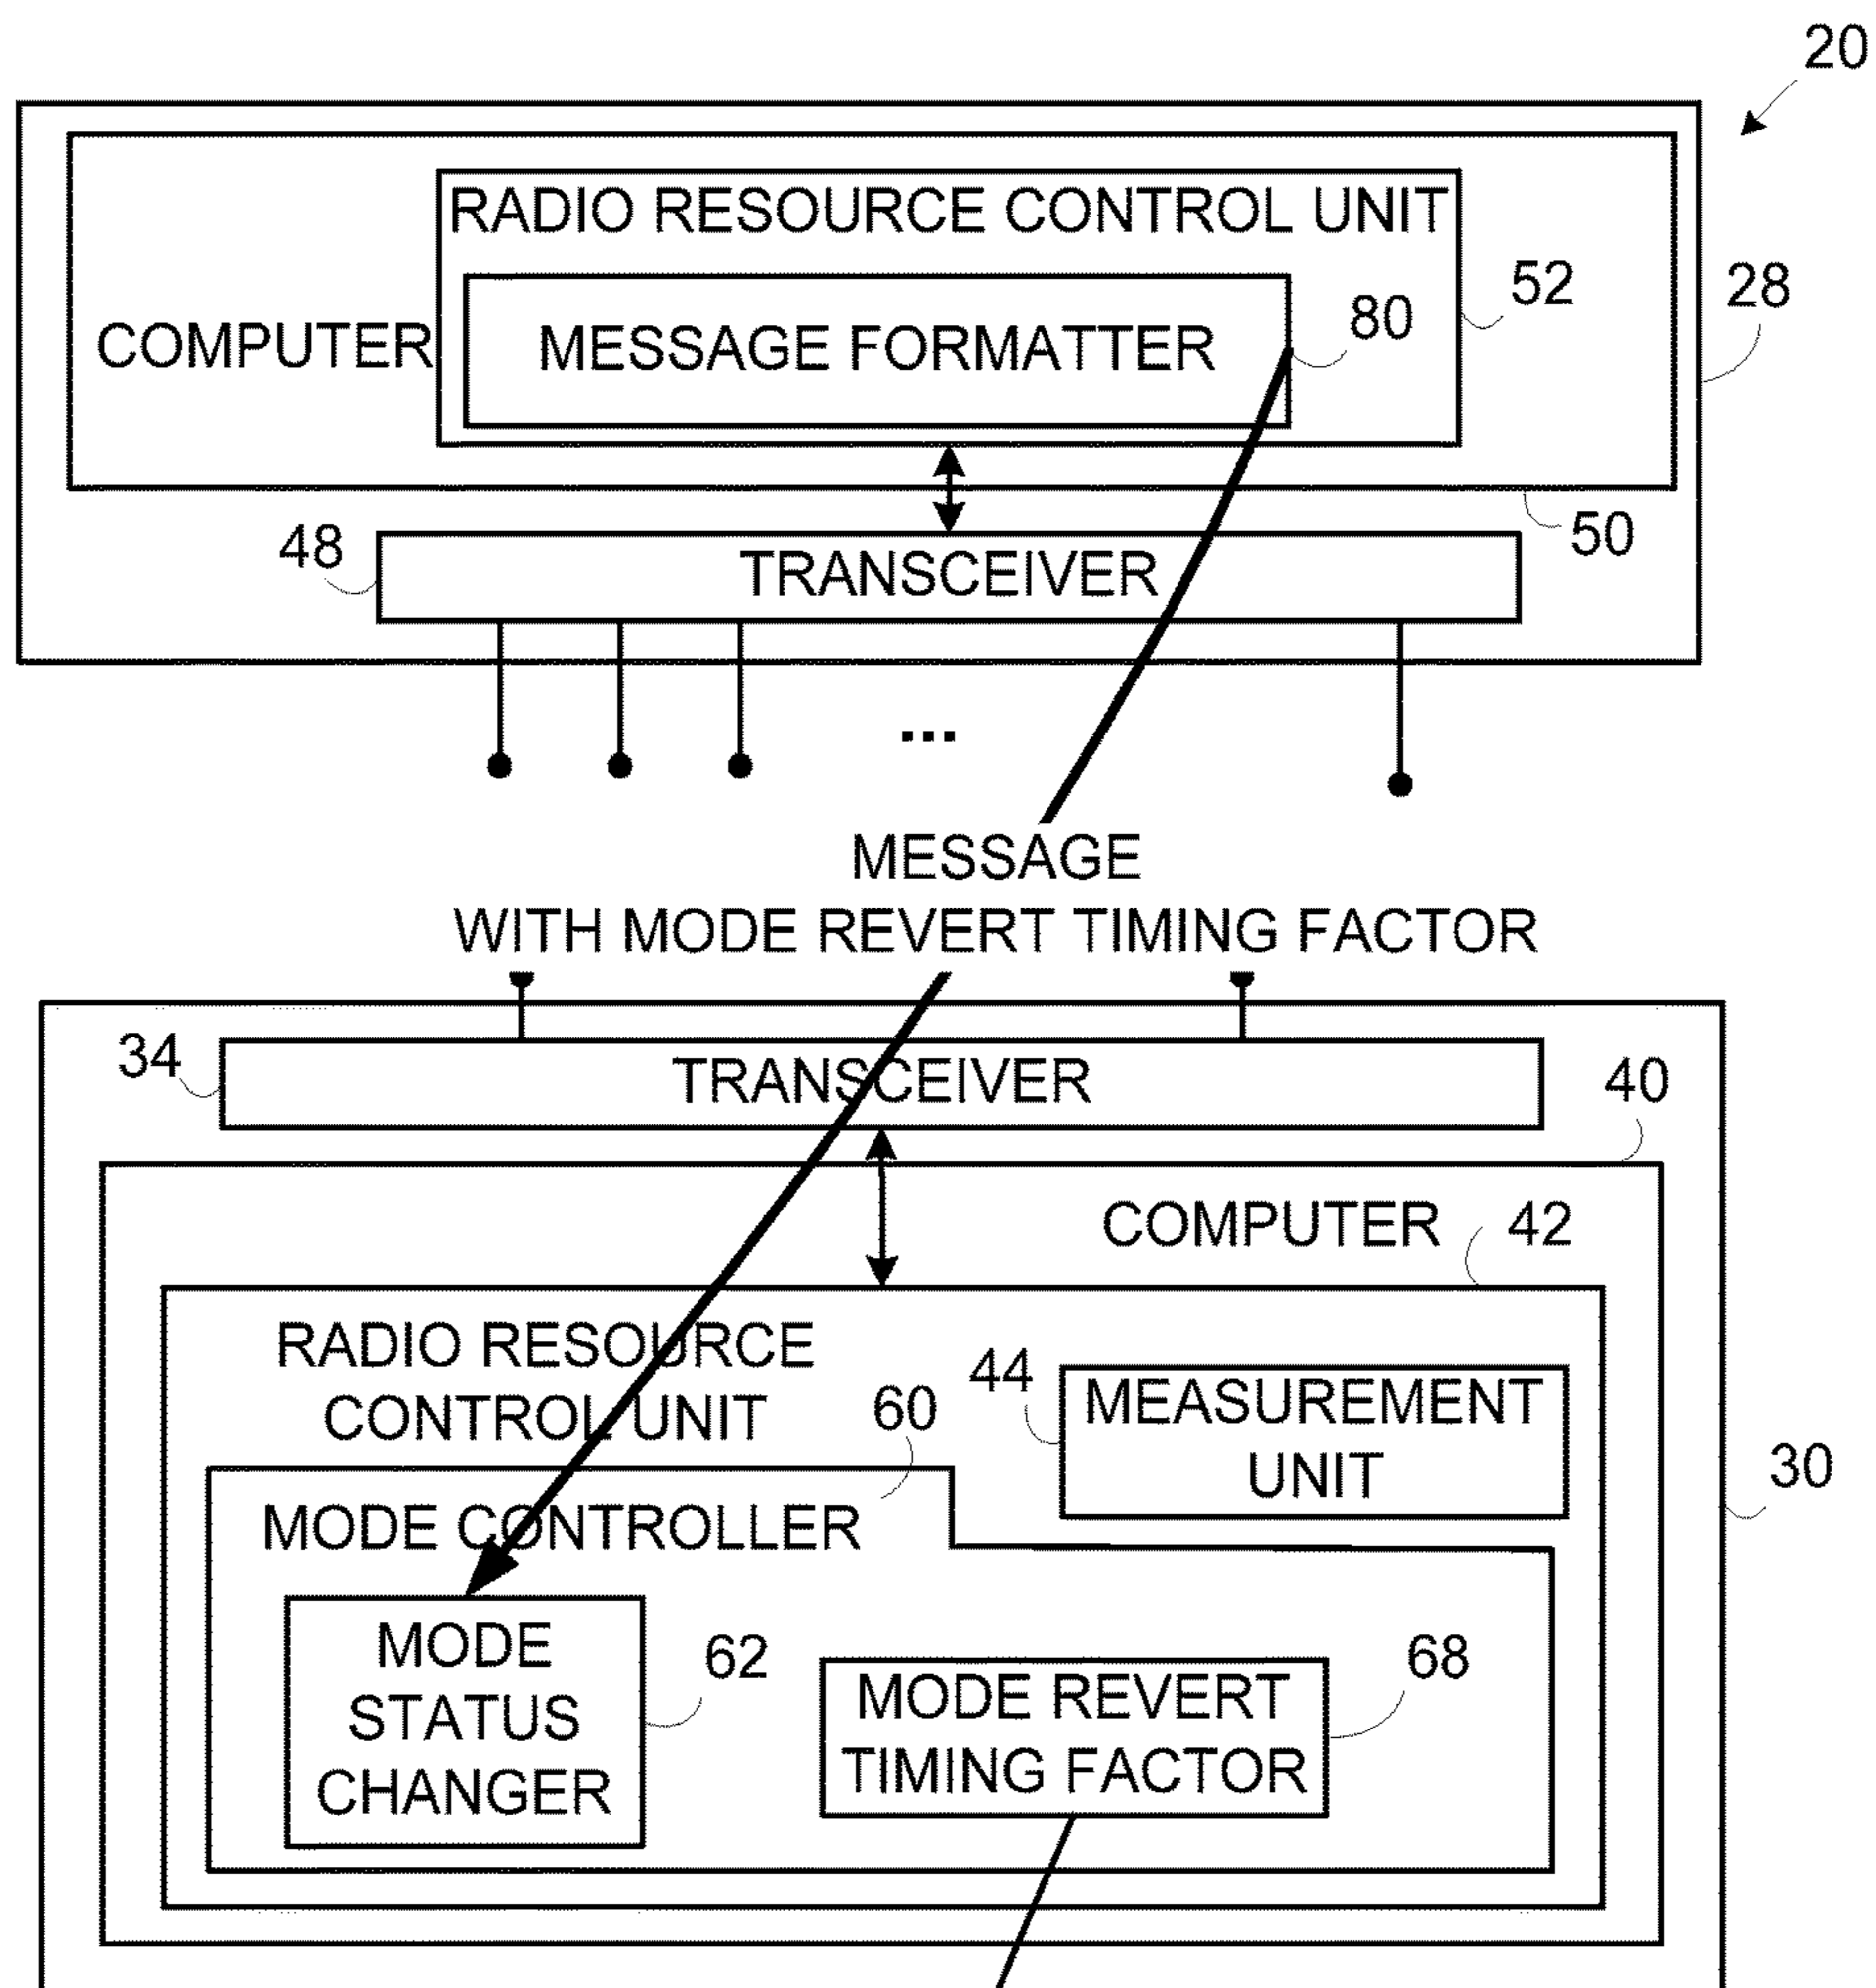 20
RADIO RESOURCE CONTROL UNIT
52
28
80
COMPUTER
MESSAGE FORMATTER
50
48
TRANSCEIVER
...
MESSAGE
WITH MODE REVERT TIMING FACTOR
34
TRANSCEIVER
40
COMPUTER
42
RADIO RESOURCE
CONTROL UNIT
44
MEASUREMENT
UNIT
60
30
MODE CONTROLLER
MODE
STATUS
CHANGER
62
68
MODE REVERT
TIMING FACTOR